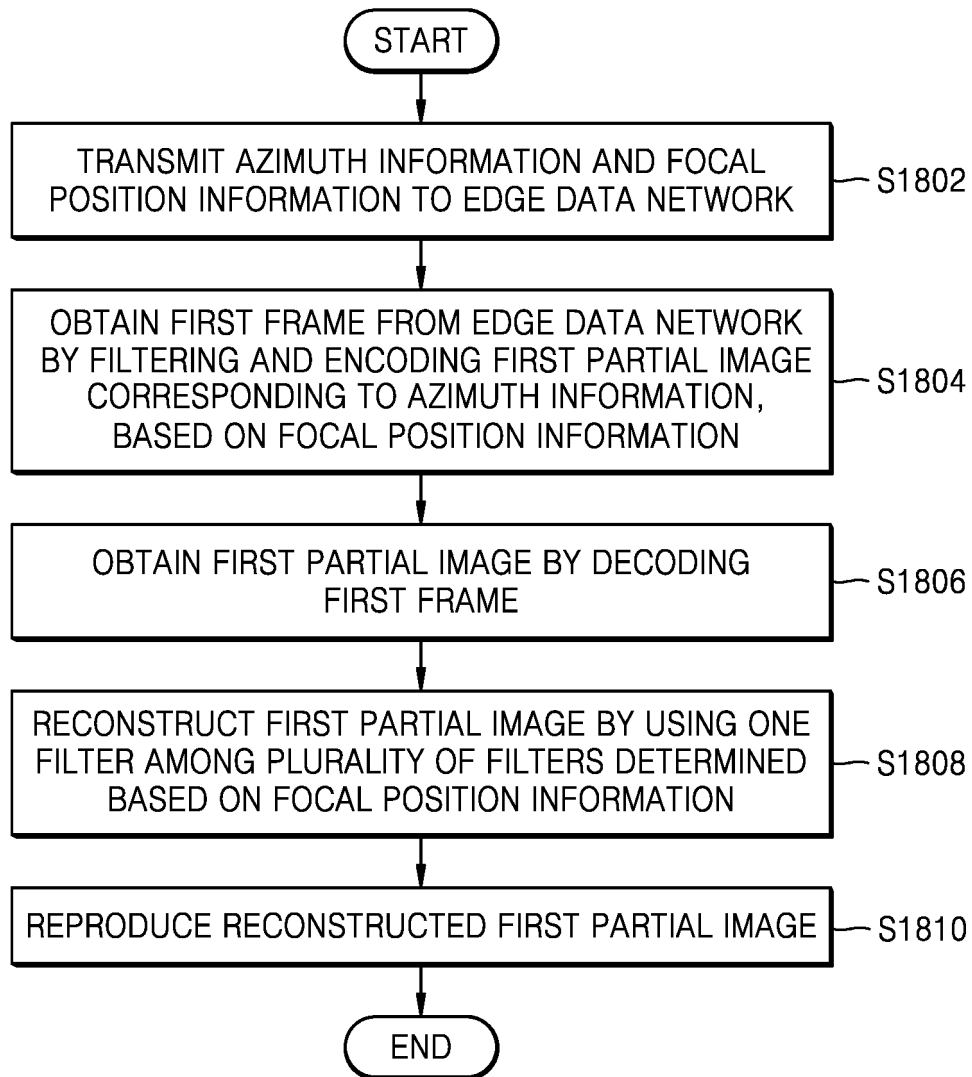 START
TRANSMIT AZIMUTH INFORMATION AND FOCAL
POSITION INFORMATION TO EDGE DATA NETWORK
S1802
OBTAIN FIRST FRAME FROM EDGE DATA NETWORK
BY FILTERING AND ENCODING FIRST PARTIAL IMAGE
CORRESPONDING TO AZIMUTH INFORMATION,
BASED ON FOCAL POSITION INFORMATION
S1804
OBTAIN FIRST PARTIAL IMAGE BY DECODING
FIRST FRAME
S1806
RECONSTRUCT FIRST PARTIAL IMAGE BY USING ONE
FILTER AMONG PLURALITY OF FILTERS DETERMINED
BASED ON FOCAL POSITION INFORMATION
S1808
REPRODUCE RECONSTRUCTED FIRST PARTIAL IMAGE
S1810
END